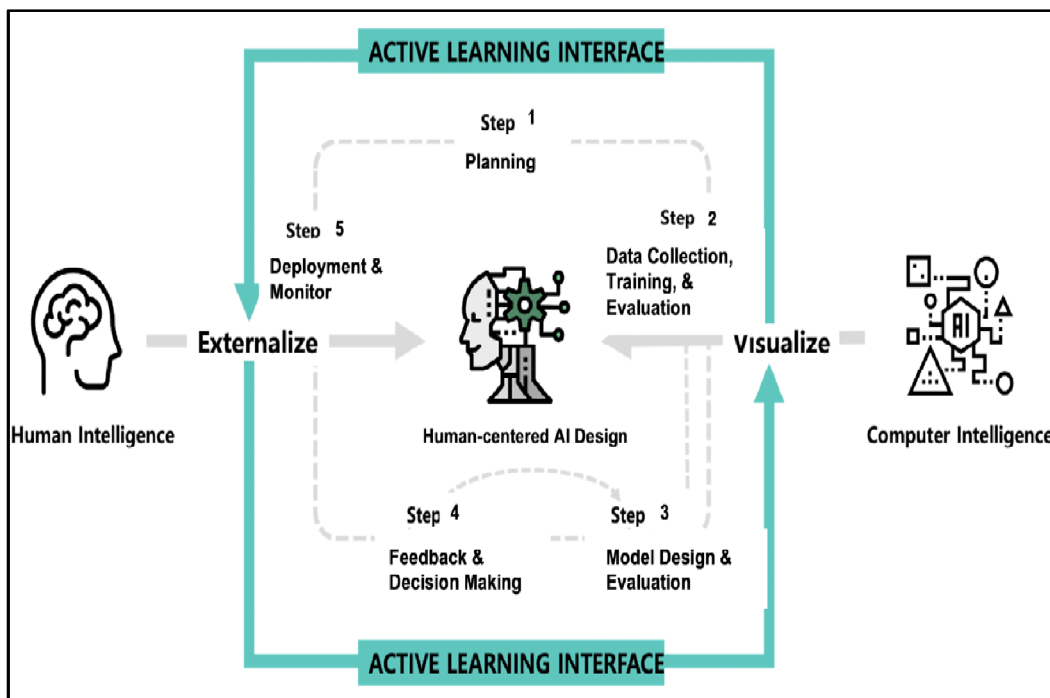 ACTIVE LEARNING INTERFACE
Step 1
Planning
Step 5
Deployment &
Monitor
Step 2
Data Collection,
Training, &
Evaluation
AI
Externalize
Visualize
Human Intelligence
Human-centered AI Design
Computer Intelligence
Step 4
Feedback &
Decision Making
Step 3
Model Design &
Evaluation
ACTIVE LEARNING INTERFACE